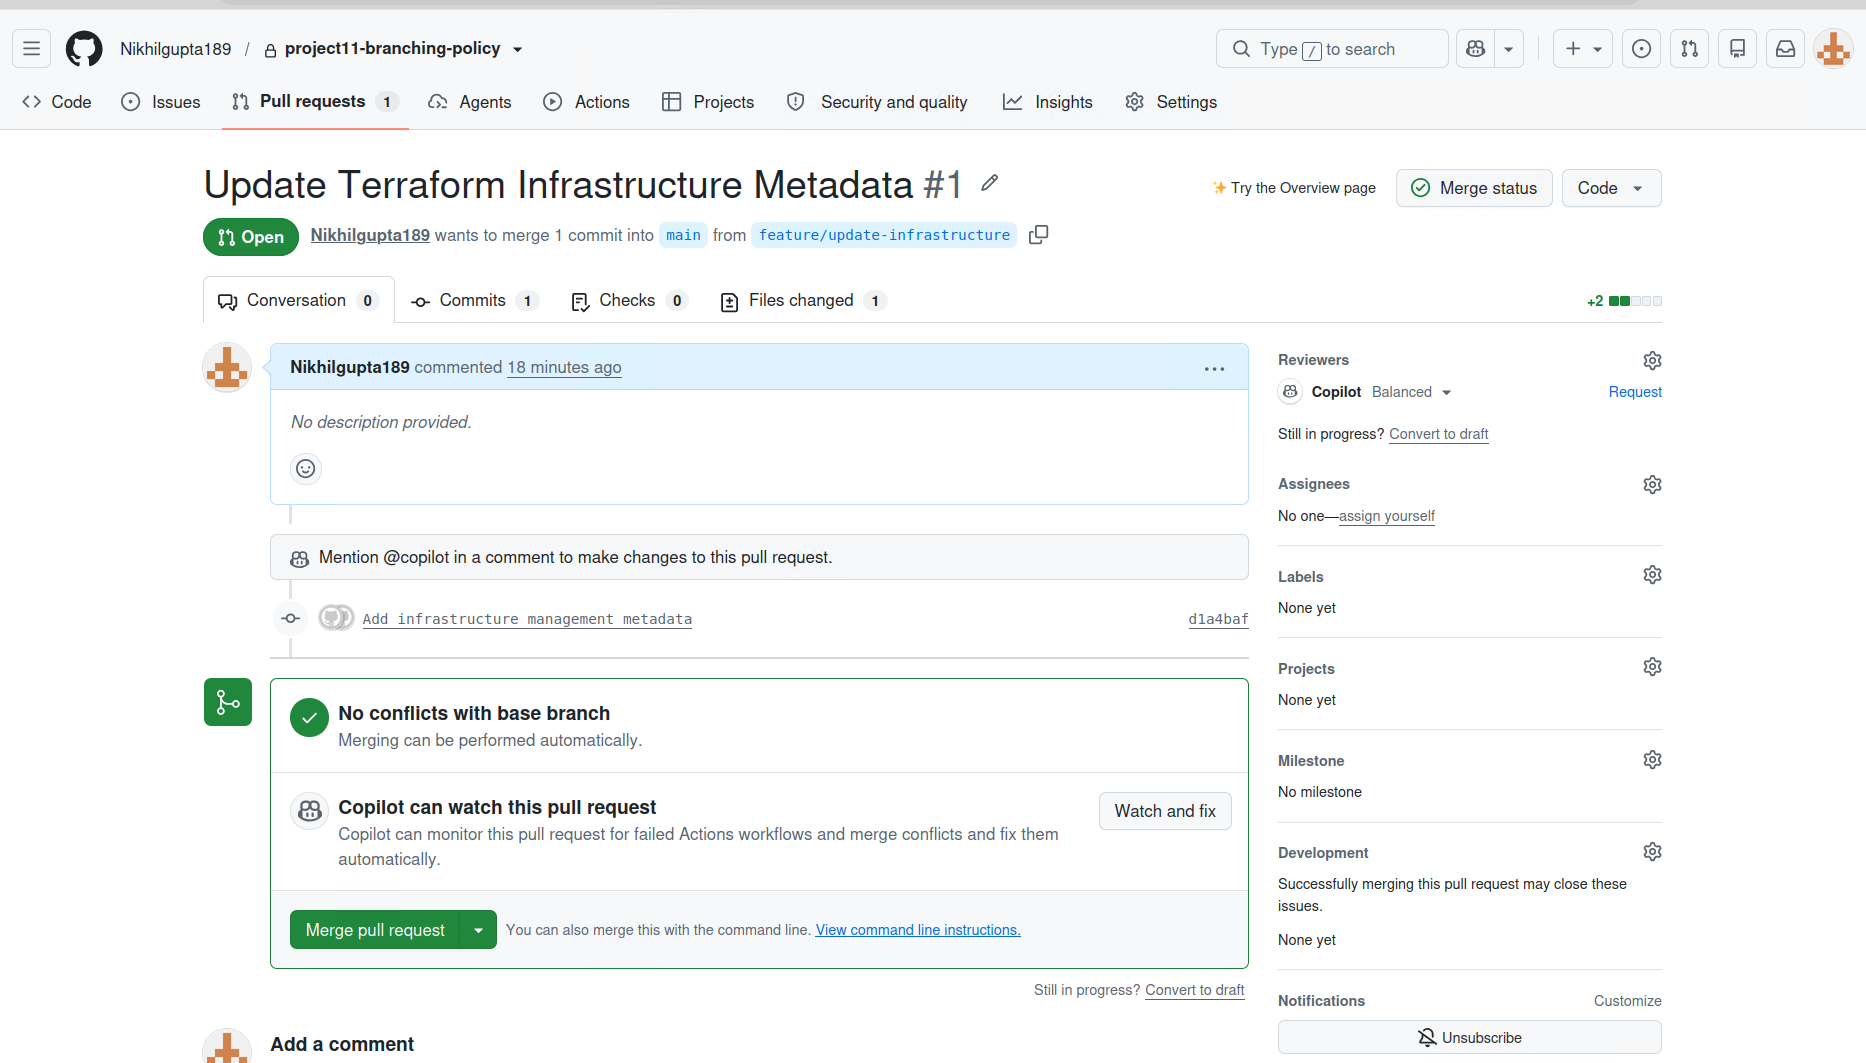 Nikhilgupta189 / project11-branching-policy
Type / to search
Code
Issues
Pull requests 1
Agents
Actions
Projects
Security and quality
Insights
Settings
Update Terraform Infrastructure Metadata #1
Try the Overview page
Merge status
Code
Open
Nikhilgupta189 wants to merge 1 commit into main from feature/update-infrastructure
Conversation 0
Commits 1
Checks 0
Files changed 1
+2
Nikhilgupta189 commented 18 minutes ago
No description provided.
Mention @copilot in a comment to make changes to this pull request.
Add infrastructure management metadata
d1a4baf
No conflicts with base branch
Merging can be performed automatically.
Copilot can watch this pull request
Copilot can monitor this pull request for failed Actions workflows and merge conflicts and fix them
automatically.
Watch and fix
Merge pull request
You can also merge this with the command line. View command line instructions.
Still in progress? Convert to draft
Add a comment
Reviewers
Copilot Balanced
Request
Still in progress? Convert to draft
Assignees
No one—assign yourself
Labels
None yet
Projects
None yet
Milestone
No milestone
Development
Successfully merging this pull request may close these
issues.
None yet
Notifications
Customize
Unsubscribe